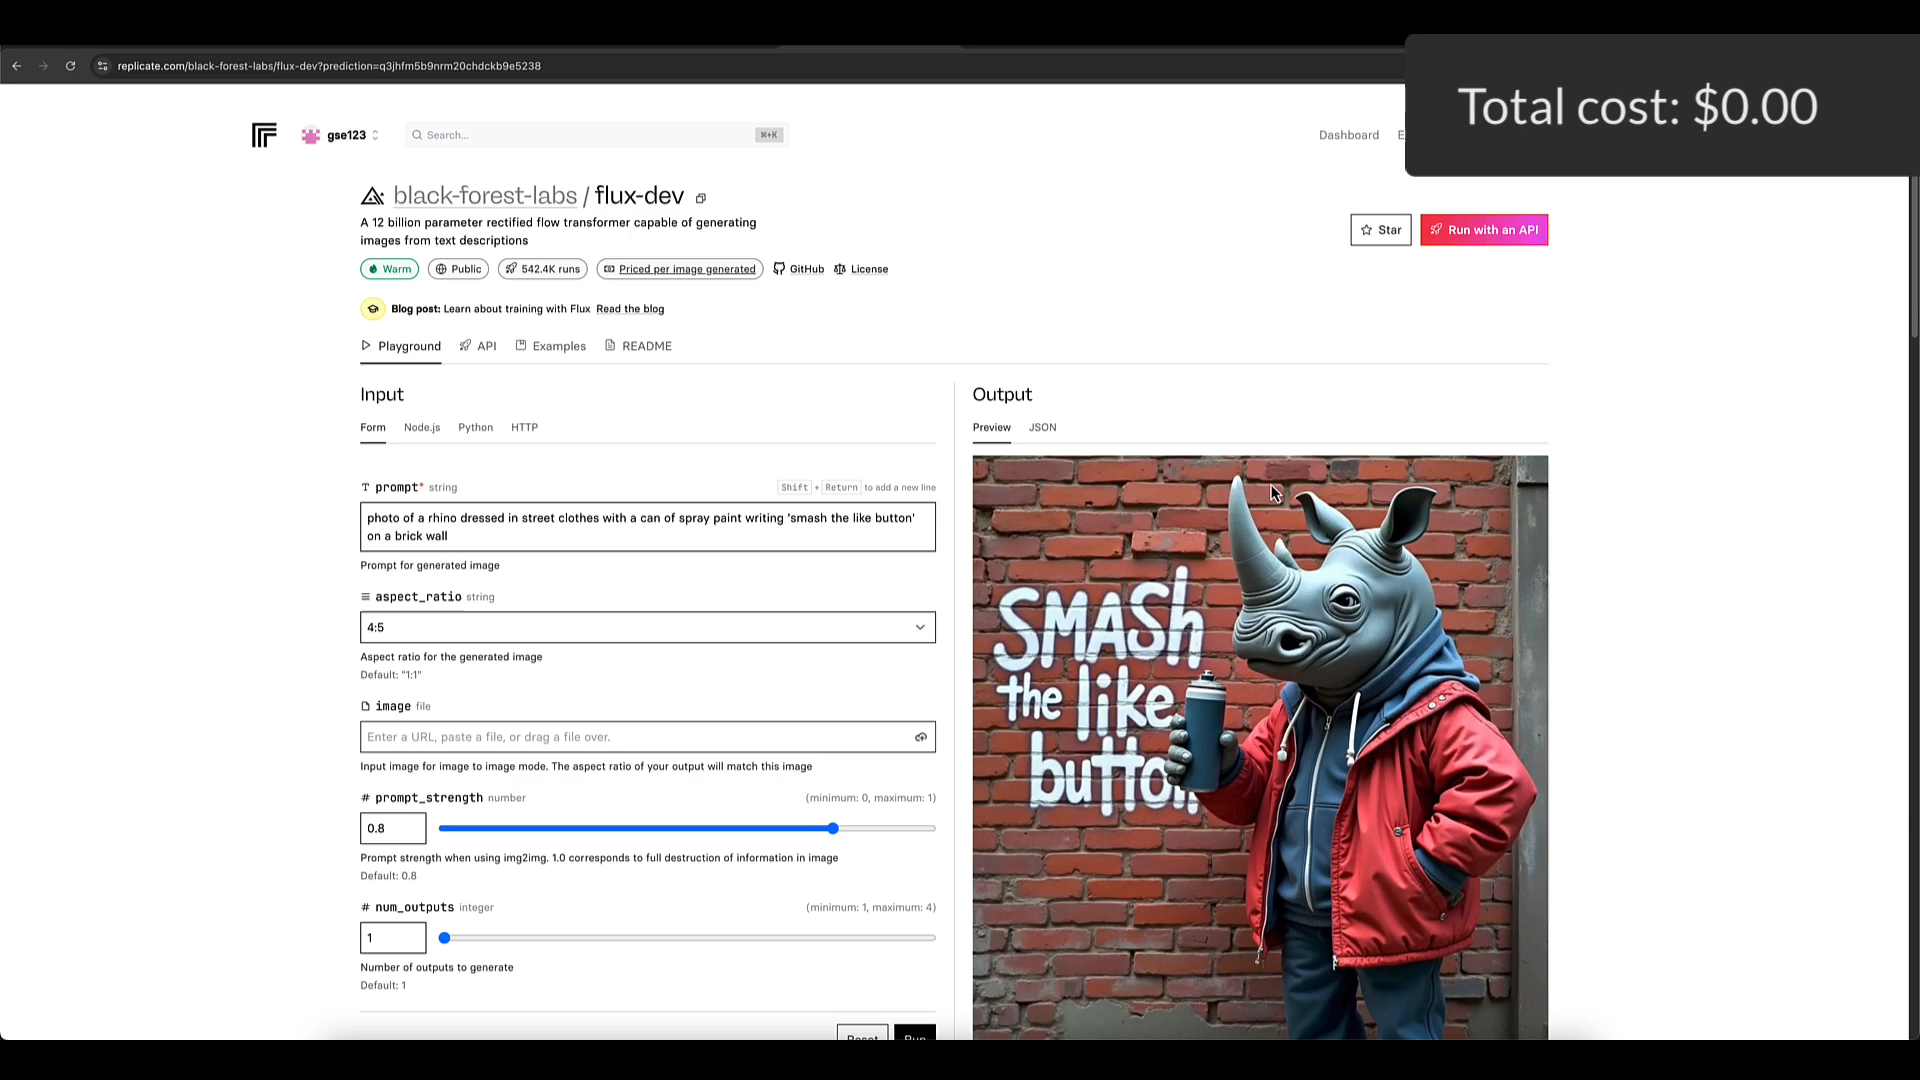 replicate.com/black-forest-labs/flux-dev?prediction=q3jhfm5b9nrm20chdckb9e5238
Total cost: $0.00
gse123
Search...
⌘+K
Dashboard
black-forest-labs / flux-dev
A 12 billion parameter rectified flow transformer capable of generating
images from text descriptions
Star
Run with an API
Warm
Public
542.4K runs
Priced per image generated
GitHub
License
Blog post: Learn about training with Flux Read the blog
Playground
API
Examples
README
Input
Form
Node.js
Python
HTTP
prompt* string
Shift + Return to add a new line
photo of a rhino dressed in street clothes with a can of spray paint writing 'smash the like button'
on a brick wall
Prompt for generated image
aspect_ratio string
4:5
Aspect ratio for the generated image
Default: "1:1"
image file
Enter a URL, paste a file, or drag a file over.
Input image for image to image mode. The aspect ratio of your output will match this image
# prompt_strength number
(minimum: 0, maximum: 1)
0.8
Prompt strength when using img2img. 1.0 corresponds to full destruction of information in image
Default: 0.8
# num_outputs integer
(minimum: 1, maximum: 4)
1
Number of outputs to generate
Default: 1
Reset
Run
Output
Preview
JSON
SMASh
the like
button